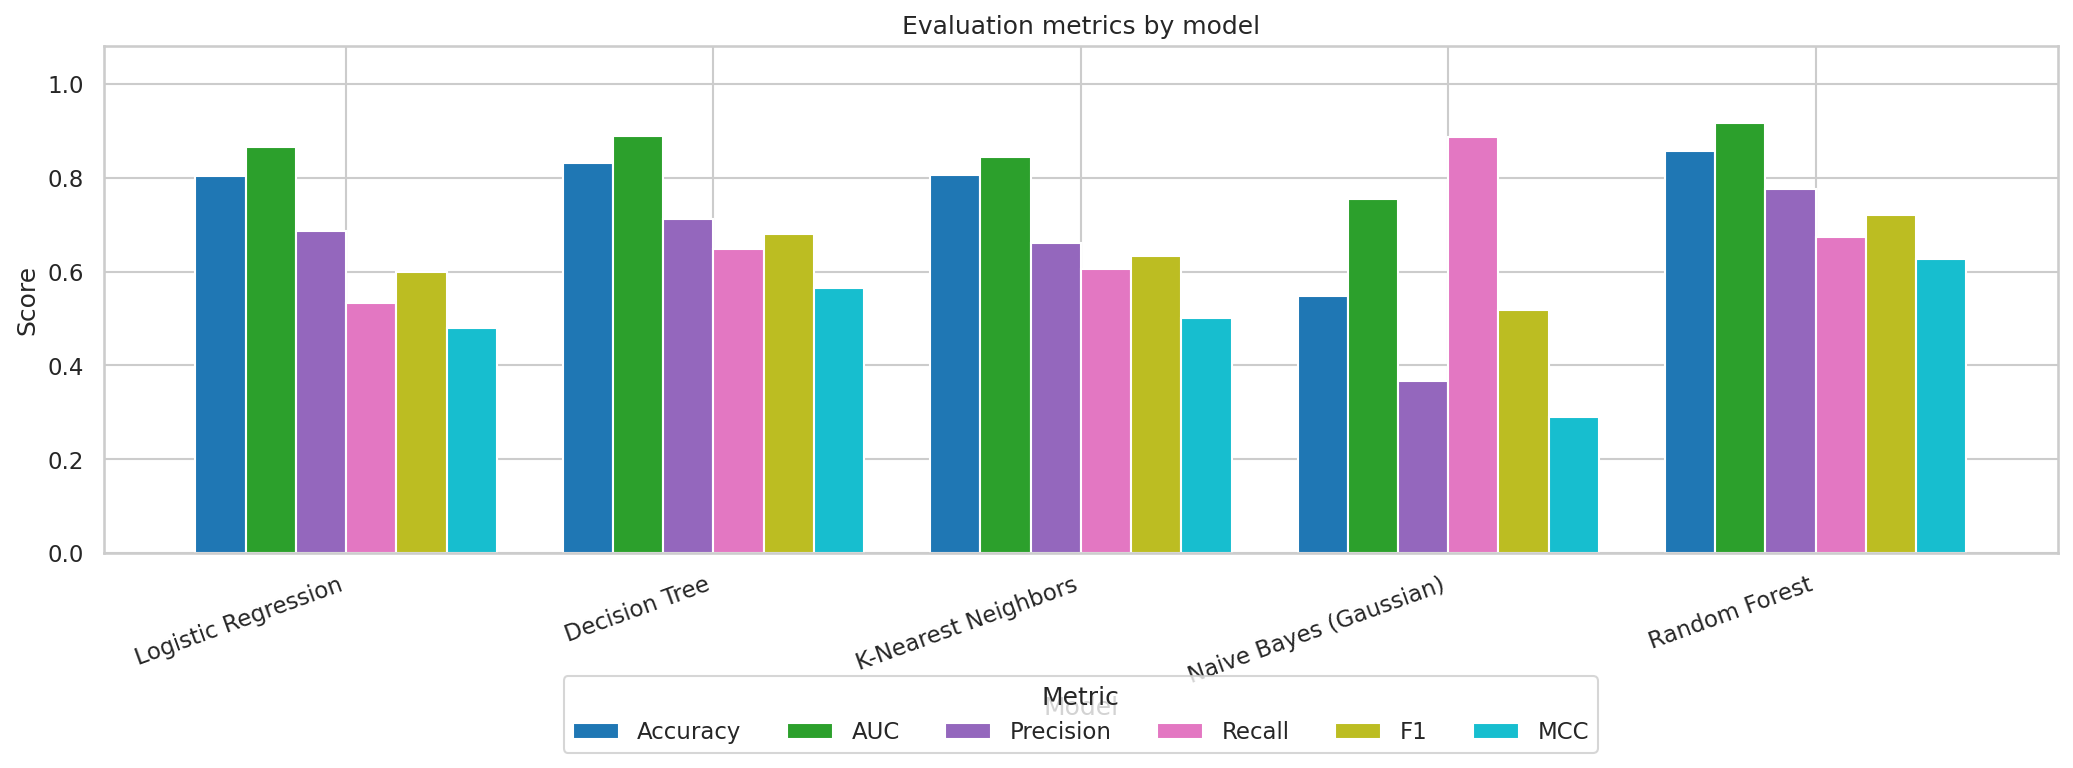 Evaluation metrics by model
Score
1.0
0.8
0.6
0.4
0.2
0.0
Logistic Regression
Decision Tree
K-Nearest Neighbors
Naive Bayes (Gaussian)
Random Forest
Metric
Model
Accuracy AUC Precision Recall F1 MCC